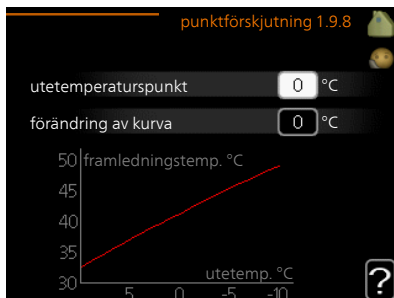 punktförskjutning 1.9.8
utetemperaturspunkt 0 °C
förändring av kurva 0 °C
50 framledningstemp. °C
45
40
35
30
utetemp. °C
5 0 -5 -10
?